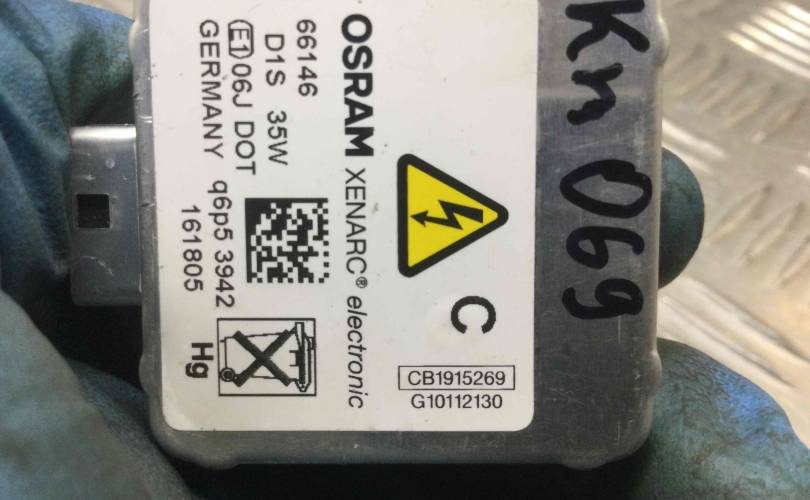 OSRAM XENARC® electronic
66146
D1S 35W
E1 06J DOT q6p5 3942
GERMANY 161805
Hg
C
CB1915269
G10112130
Kn 069